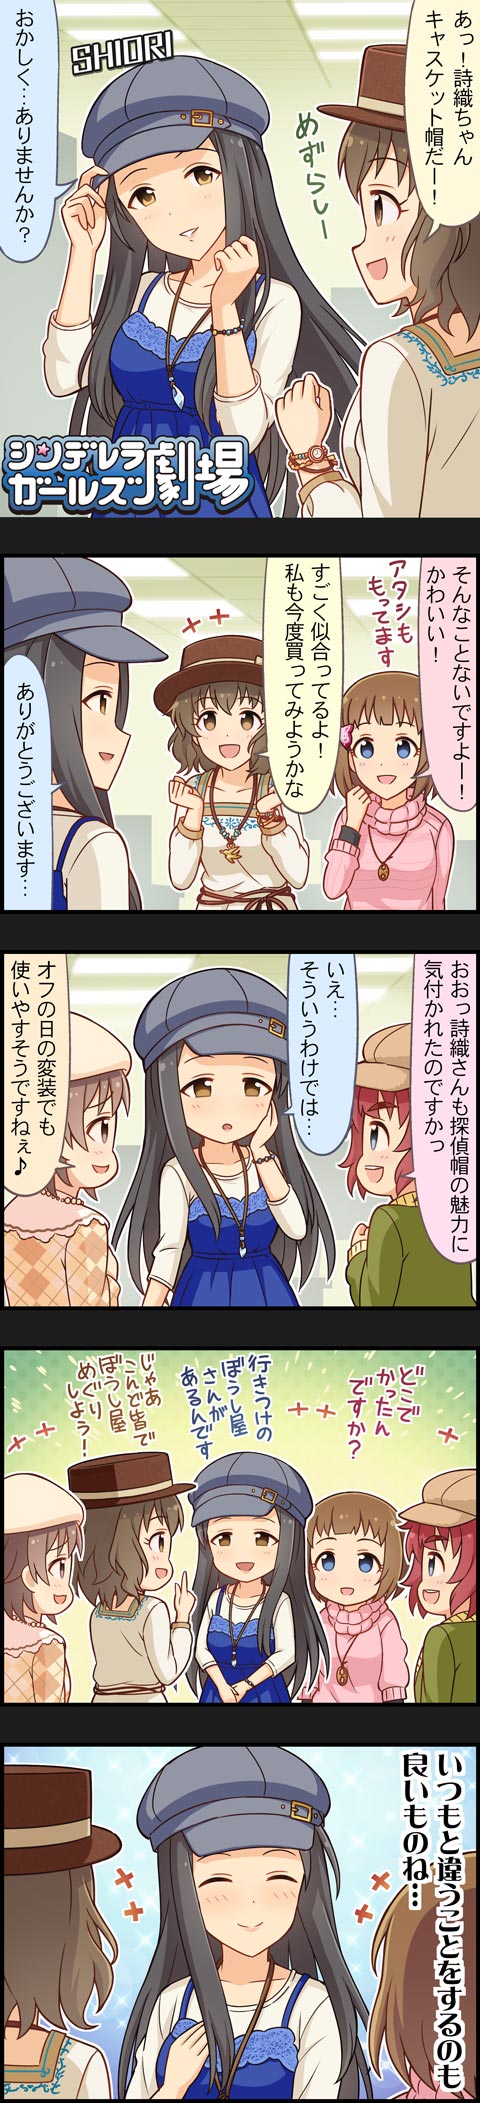 あっ！詩織ちゃん
キャスケット帽だー！
めずらしー
SHIORI
おかしく…ありませんか？
シンデレラ
ガールズ劇場
そんなことないですよー！
かわいい！
アタシも
もってます
すごく似合ってるよ！
私も今度買ってみようかな
ありがとうございます…
おおっ詩織さんも探偵帽の魅力に
気付かれたのですかっ
いえ…
そういうわけでは…
オフの日の変装でも
使いやすそうですねぇ♪
どこで
かったん
ですか？
行きつけの
ぼうし屋
さんが
あるんです
じゃあ
こんど皆で
ぼうし屋
めぐり
しよう！
いつもと違うことをするのも
良いものね…